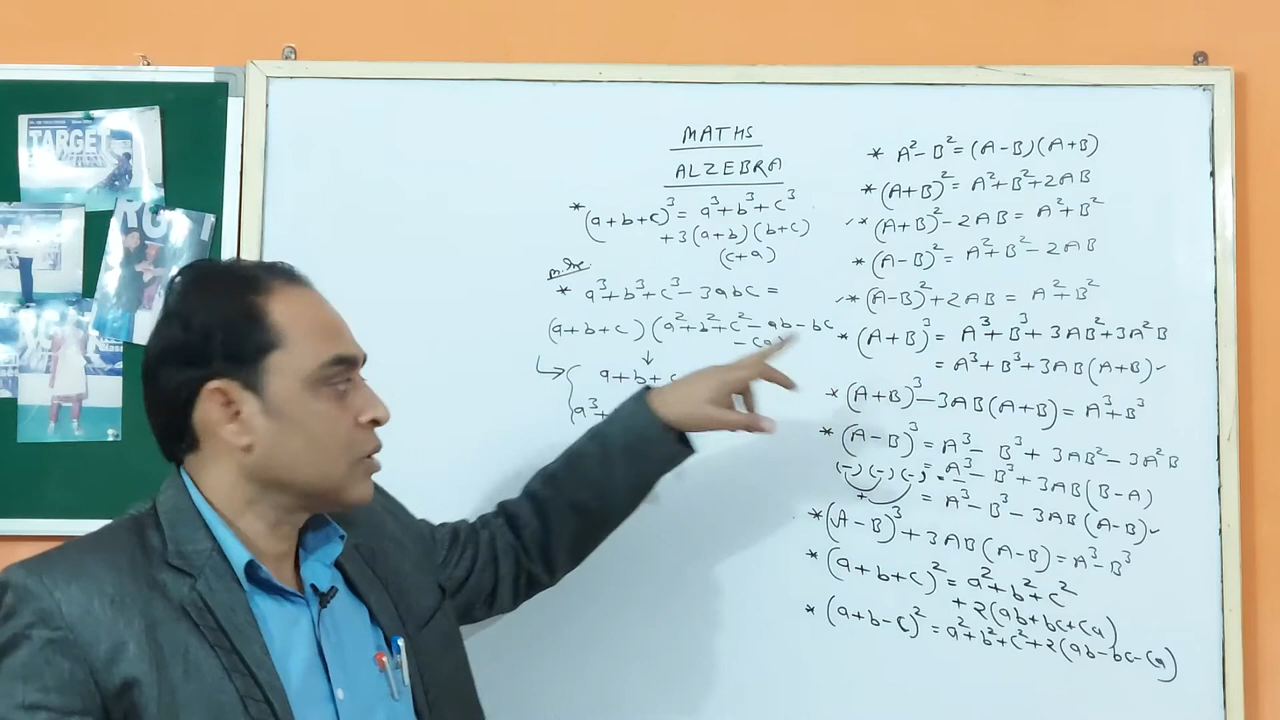 TARGET
MATHS
ALZEBRA
* (a+b+c)³ = a³+b³+c³
+3(a+b)(b+c)
(c+a)
* a³+b³+c³-3abc =
(a+b+c)(a²+b²+c²-ab-bc
-ca)
↓
a+b+c
a³+
* A²-B²=(A-B)(A+B)
* (A+B)² = A²+B²+2AB
✓* (A+B)²-2AB = A²+B²
* (A-B)² = A²+B²-2AB
✓* (A-B)²+2AB = A²+B²
* (A+B)³ = A³+B³+3AB²+3A²B
= A³+B³+3AB(A+B)✓
* (A+B)³-3AB(A+B)=A³+B³
* (A-B)³ = A³-B³+3AB²-3A²B
(-)(-)(-) = - = A³-B³+3AB(B-A)
+ = A³-B³-3AB(A-B)✓
* (A-B)³+3AB(A-B)=A³-B³
* (a+b+c)² = a²+b²+c²
+2(ab+bc+ca)
* (a+b-c)² = a²+b²+c²+2(ab-bc-ca)